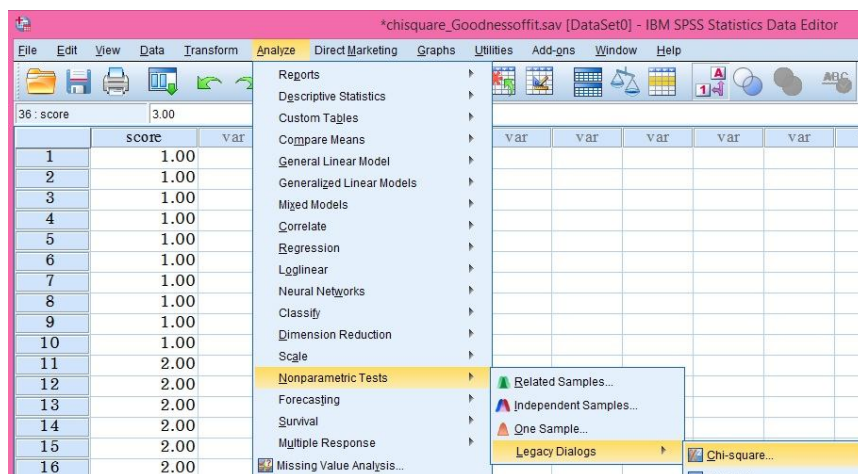 *chisquare_Goodnessoffit.sav [DataSet0] - IBM SPSS Statistics Data Editor
File Edit View Data Transform Analyze Direct Marketing Graphs Utilities Add-ons Window Help
36 : score 3.00
score var var var var var var
1 1.00
2 1.00
3 1.00
4 1.00
5 1.00
6 1.00
7 1.00
8 1.00
9 1.00
10 1.00
11 2.00
12 2.00
13 2.00
14 2.00
15 2.00
16 2.00
Reports
Descriptive Statistics
Custom Tables
Compare Means
General Linear Model
Generalized Linear Models
Mixed Models
Correlate
Regression
Loglinear
Neural Networks
Classify
Dimension Reduction
Scale
Nonparametric Tests
Forecasting
Survival
Multiple Response
Missing Value Analysis...
Related Samples...
Independent Samples...
One Sample...
Legacy Dialogs
Chi-square...
A
1
ABC